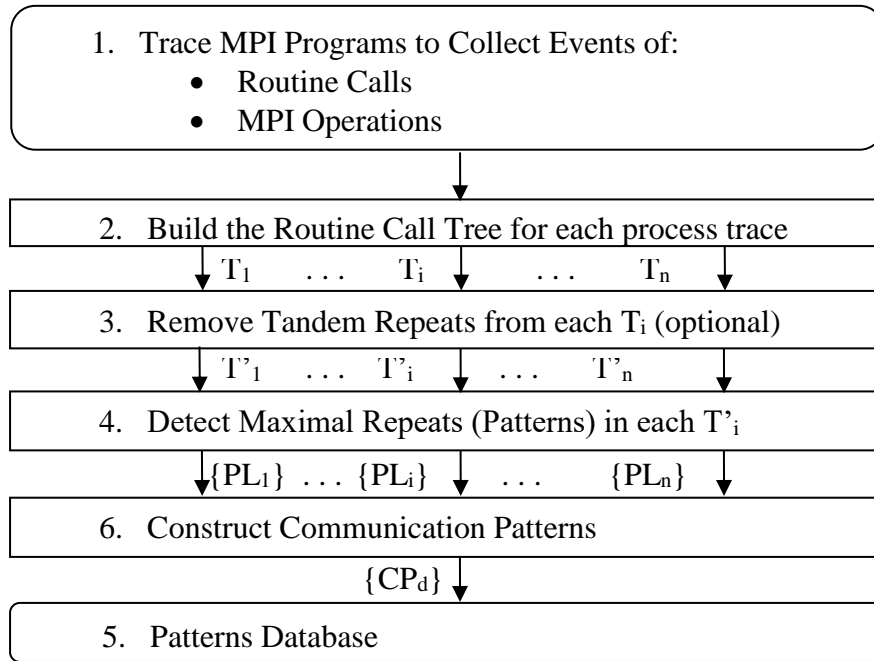 1. Trace MPI Programs to Collect Events of:
• Routine Calls
• MPI Operations
2. Build the Routine Call Tree for each process trace
T1 . . . Ti . . . Tn
3. Remove Tandem Repeats from each Ti (optional)
T’1 . . . T’i . . . T’n
4. Detect Maximal Repeats (Patterns) in each T’i
{PL1} . . . {PLi} . . . {PLn}
6. Construct Communication Patterns
{CPd}
5. Patterns Database